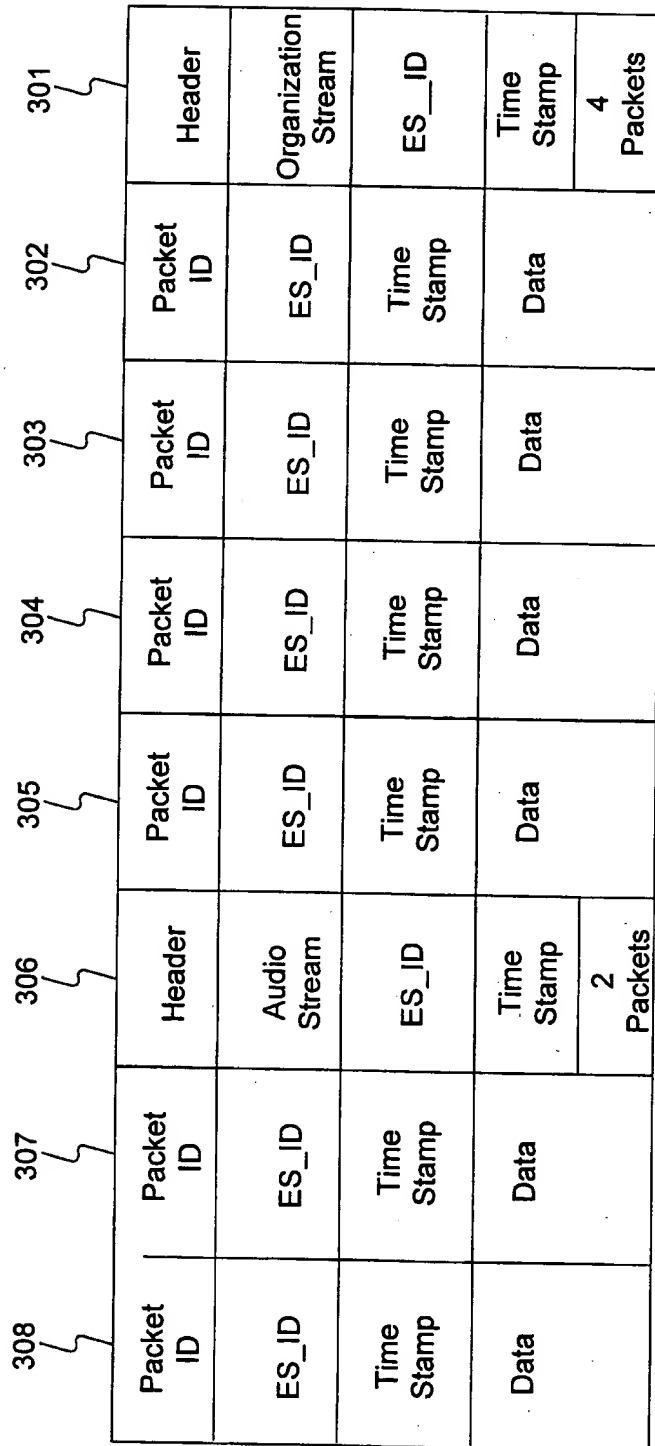 308 307 306 305 304 303 302 301
Packet ID Packet ID Header Packet ID Packet ID Packet ID Packet ID Header
ES_ID ES_ID Audio Stream ES_ID ES_ID ES_ID ES_ID Organization Stream
Time Stamp Time Stamp ES_ID Time Stamp Time Stamp Time Stamp Time Stamp ES_ID
Data Data Time Stamp Data Data Data Data Time Stamp
2 Packets 4 Packets